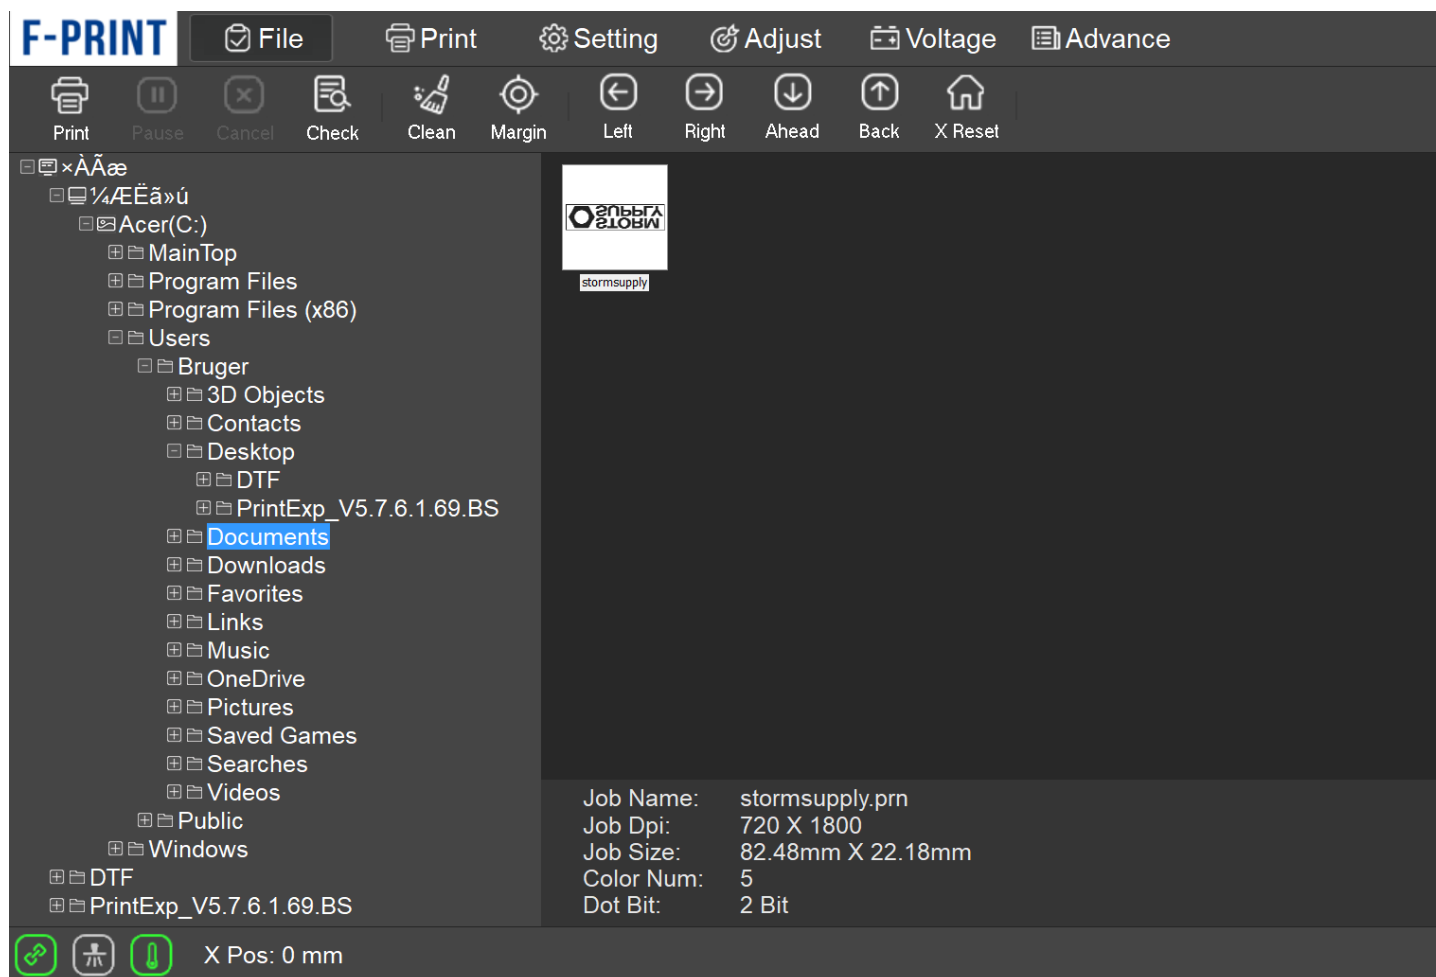 F-PRINT
File
Print
Setting
Adjust
Voltage
Advance
Print
Pause
Cancel
Check
Clean
Margin
Left
Right
Ahead
Back
X Reset
×ÀÃæ
¼ÆËã»ú
Acer(C:)
MainTop
Program Files
Program Files (x86)
Users
Bruger
3D Objects
Contacts
Desktop
DTF
PrintExp_V5.7.6.1.69.BS
Documents
Downloads
Favorites
Links
Music
OneDrive
Pictures
Saved Games
Searches
Videos
Public
Windows
DTF
PrintExp_V5.7.6.1.69.BS
SUPPLY
STORM
stormsupply
Job Name: stormsupply.prn
Job Dpi: 720 X 1800
Job Size: 82.48mm X 22.18mm
Color Num: 5
Dot Bit: 2 Bit
X Pos: 0 mm